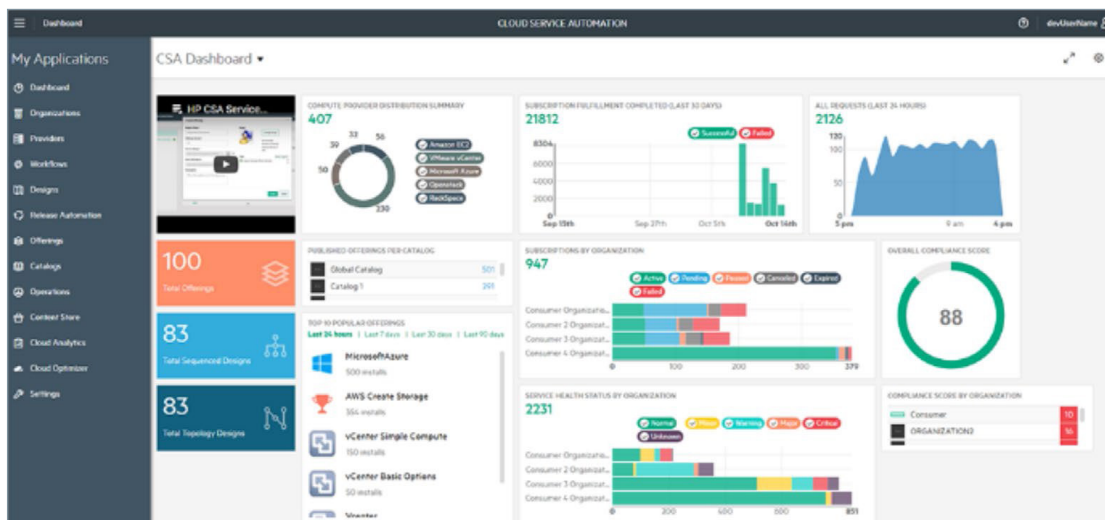 Dashboard
CLOUD SERVICE AUTOMATION
devUserName
My Applications
Dashboard
Organizations
Providers
Workflows
Designs
Release Automation
Offerings
Catalogs
Operations
Content Store
Cloud Analytics
Cloud Optimizer
Settings
CSA Dashboard
HP CSA Service...
COMPUTE PROVIDER DISTRIBUTION SUMMARY
407
33
56
39
50
230
Amazon EC2
VMware vCenter
Microsoft Azure
Openstack
RackSpace
SUBSCRIPTION FULFILLMENT COMPLETED (LAST 30 DAYS)
21812
Successful
Failed
8304
6000
4000
2000
0
Sep 15th
Sep 27th
Oct 5th
Oct 14th
ALL REQUESTS (LAST 24 HOURS)
2126
120
100
50
0
5 pm
9 am
4 pm
100
Total Offerings
83
Total Sequenced Designs
83
Total Topology Designs
PUBLISHED OFFERINGS PER CATALOG
Global Catalog 501
Catalog 1 391
TOP 10 POPULAR OFFERINGS
Last 24 hours | Last 7 days | Last 30 days | Last 90 days
MicrosoftAzure
500 installs
AWS Create Storage
354 installs
vCenter Simple Compute
150 installs
vCenter Basic Options
50 installs
Vcenter
SUBSCRIPTIONS BY ORGANIZATION
947
Active
Pending
Paused
Canceled
Expired
Failed
Consumer Organizatio...
Consumer 2 Organizat...
Consumer 3 Organizat...
Consumer 4 Organizat...
0
100
200
300
379
OVERALL COMPLIANCE SCORE
88
SERVICE HEALTH STATUS BY ORGANIZATION
2231
Normal
Minor
Warning
Major
Critical
Unknown
Consumer Organizatio...
Consumer 2 Organizat...
Consumer 3 Organizat...
Consumer 4 Organizat...
0
200
400
600
851
COMPLIANCE SCORE BY ORGANIZATION
Consumer 10
ORGANIZATION2 16